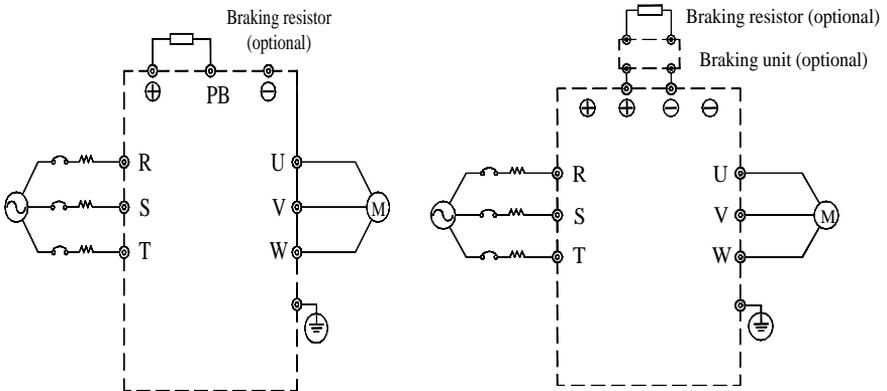 Braking resistor
(optional)
⊕ PB ⊖
R U
S V M
T W
Braking resistor (optional)
Braking unit (optional)
⊕ ⊕ ⊖ ⊖
R U
S V M
T W